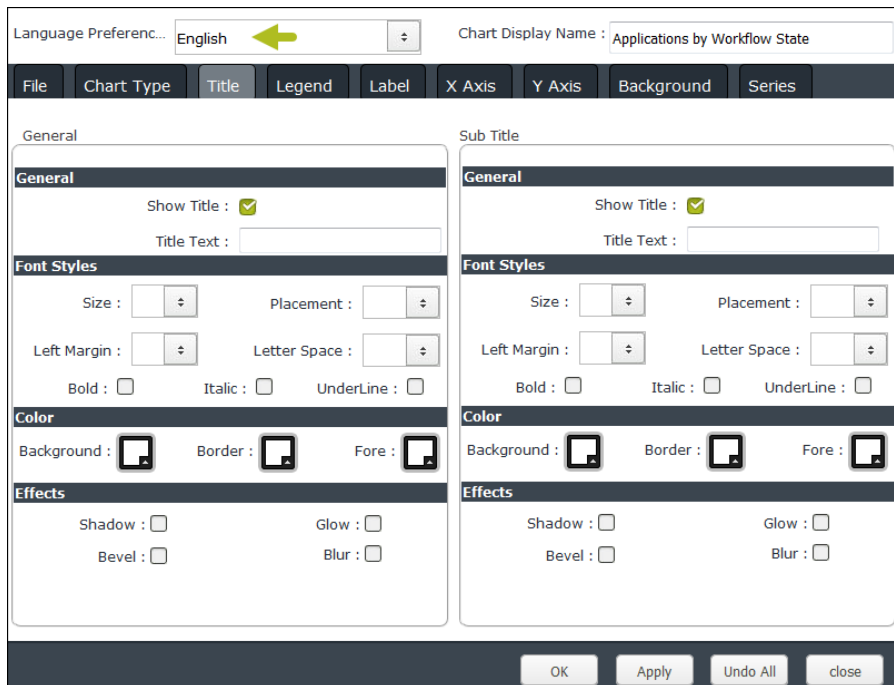 Language Preferenc... English Chart Display Name : Applications by Workflow State
File Chart Type Title Legend Label X Axis Y Axis Background Series
General Sub Title
General
Show Title :
Title Text :
Font Styles
Size : Placement :
Left Margin : Letter Space :
Bold : Italic : UnderLine :
Color
Background : Border : Fore :
Effects
Shadow : Glow :
Bevel : Blur :
General
Show Title :
Title Text :
Font Styles
Size : Placement :
Left Margin : Letter Space :
Bold : Italic : UnderLine :
Color
Background : Border : Fore :
Effects
Shadow : Glow :
Bevel : Blur :
OK Apply Undo All close